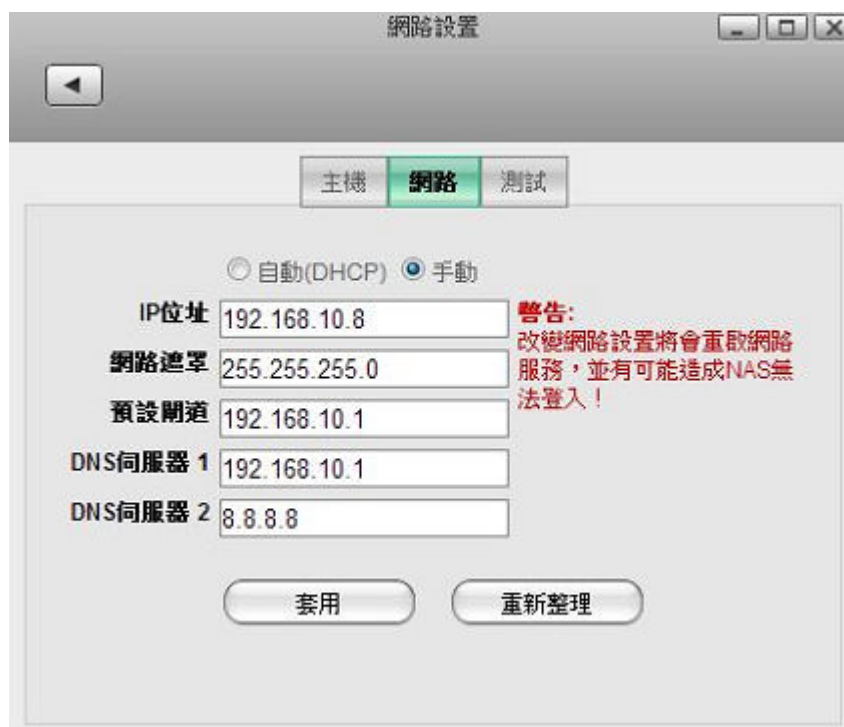 網路設置
主機 網路 測試
自動(DHCP) 手動
IP位址 192.168.10.8
網路遮罩 255.255.255.0
預設閘道 192.168.10.1
DNS伺服器 1 192.168.10.1
DNS伺服器 2 8.8.8.8
警告:
改變網路設置將會重啟網路
服務，並有可能造成NAS無
法登入！
套用 重新整理